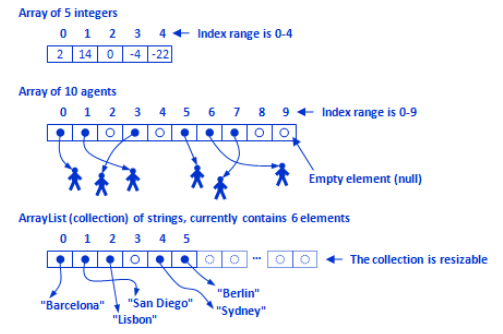 Array of 5 integers
0 1 2 3 4 Index range is 0-4
2 14 0 -4 -22
Array of 10 agents
0 1 2 3 4 5 6 7 8 9 Index range is 0-9
Empty element (null)
ArrayList (collection) of strings, currently contains 6 elements
0 1 2 3 4 5
... The collection is resizable
"Barcelona" "San Diego" "Berlin"
"Lisbon" "Sydney"